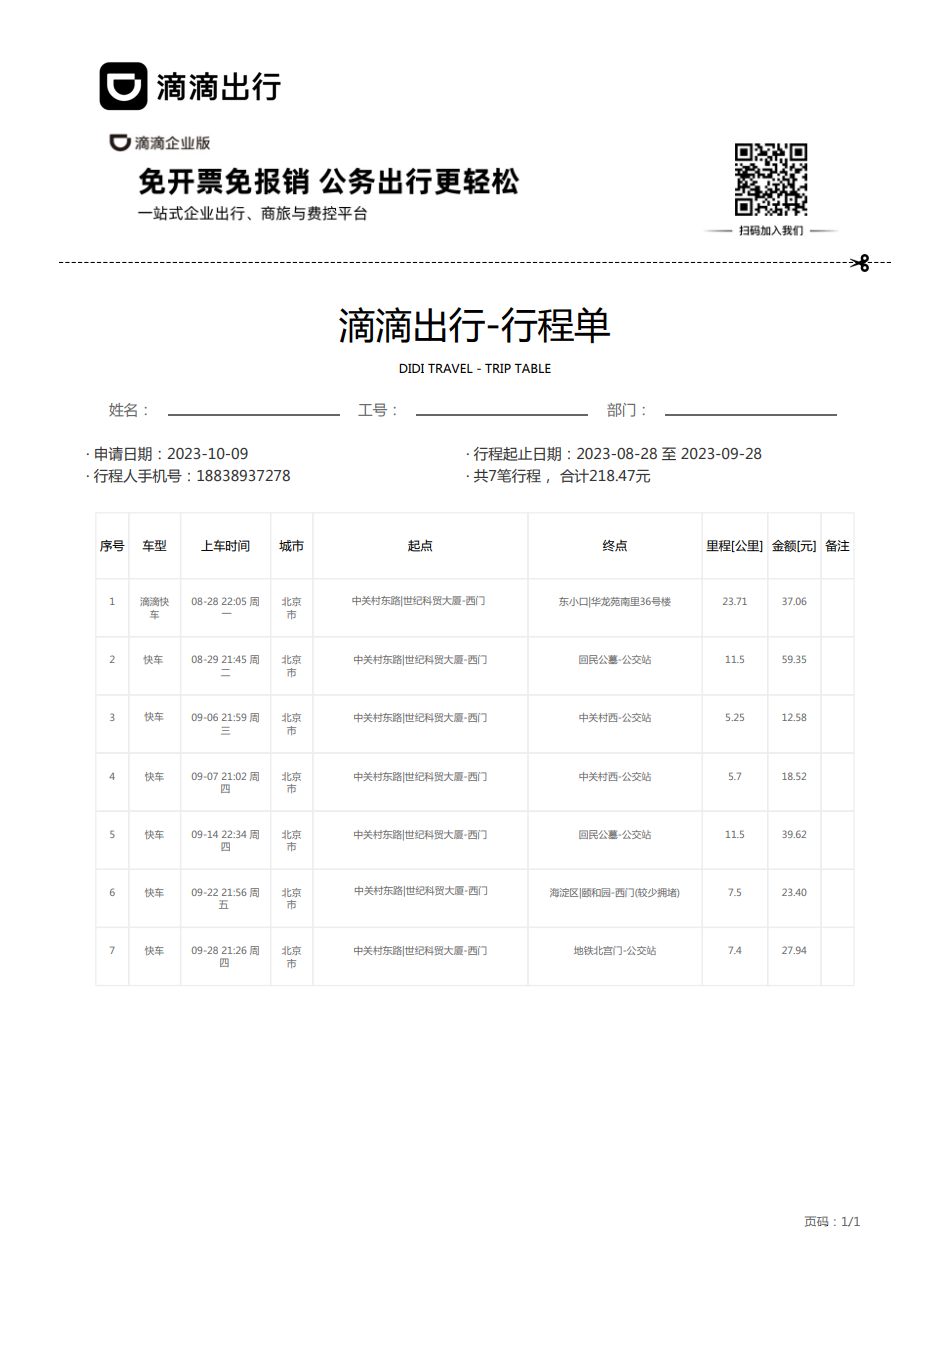 滴滴出行
滴滴企业版
免开票免报销 公务出行更轻松
一站式企业出行、商旅与费控平台
扫码加入我们
滴滴出行-行程单
DIDI TRAVEL - TRIP TABLE
姓名： 工号： 部门：
· 申请日期：2023-10-09 · 行程起止日期：2023-08-28 至 2023-09-28
· 行程人手机号：18838937278 · 共7笔行程， 合计218.47元
序号 车型 上车时间 城市 起点 终点 里程[公里] 金额[元] 备注
1 滴滴快 08-28 22:05 周 北京 中关村东路|世纪科贸大厦-西门 东小口|华龙苑南里36号楼 23.71 37.06
车 一 市
2 快车 08-29 21:45 周 北京 中关村东路|世纪科贸大厦-西门 回民公墓-公交站 11.5 59.35
二 市
3 快车 09-06 21:59 周 北京 中关村东路|世纪科贸大厦-西门 中关村西-公交站 5.25 12.58
三 市
4 快车 09-07 21:02 周 北京 中关村东路|世纪科贸大厦-西门 中关村西-公交站 5.7 18.52
四 市
5 快车 09-14 22:34 周 北京 中关村东路|世纪科贸大厦-西门 回民公墓-公交站 11.5 39.62
四 市
6 快车 09-22 21:56 周 北京 中关村东路|世纪科贸大厦-西门 海淀区|颐和园-西门(较少拥堵) 7.5 23.40
五 市
7 快车 09-28 21:26 周 北京 中关村东路|世纪科贸大厦-西门 地铁北宫门-公交站 7.4 27.94
四 市
页码：1/1